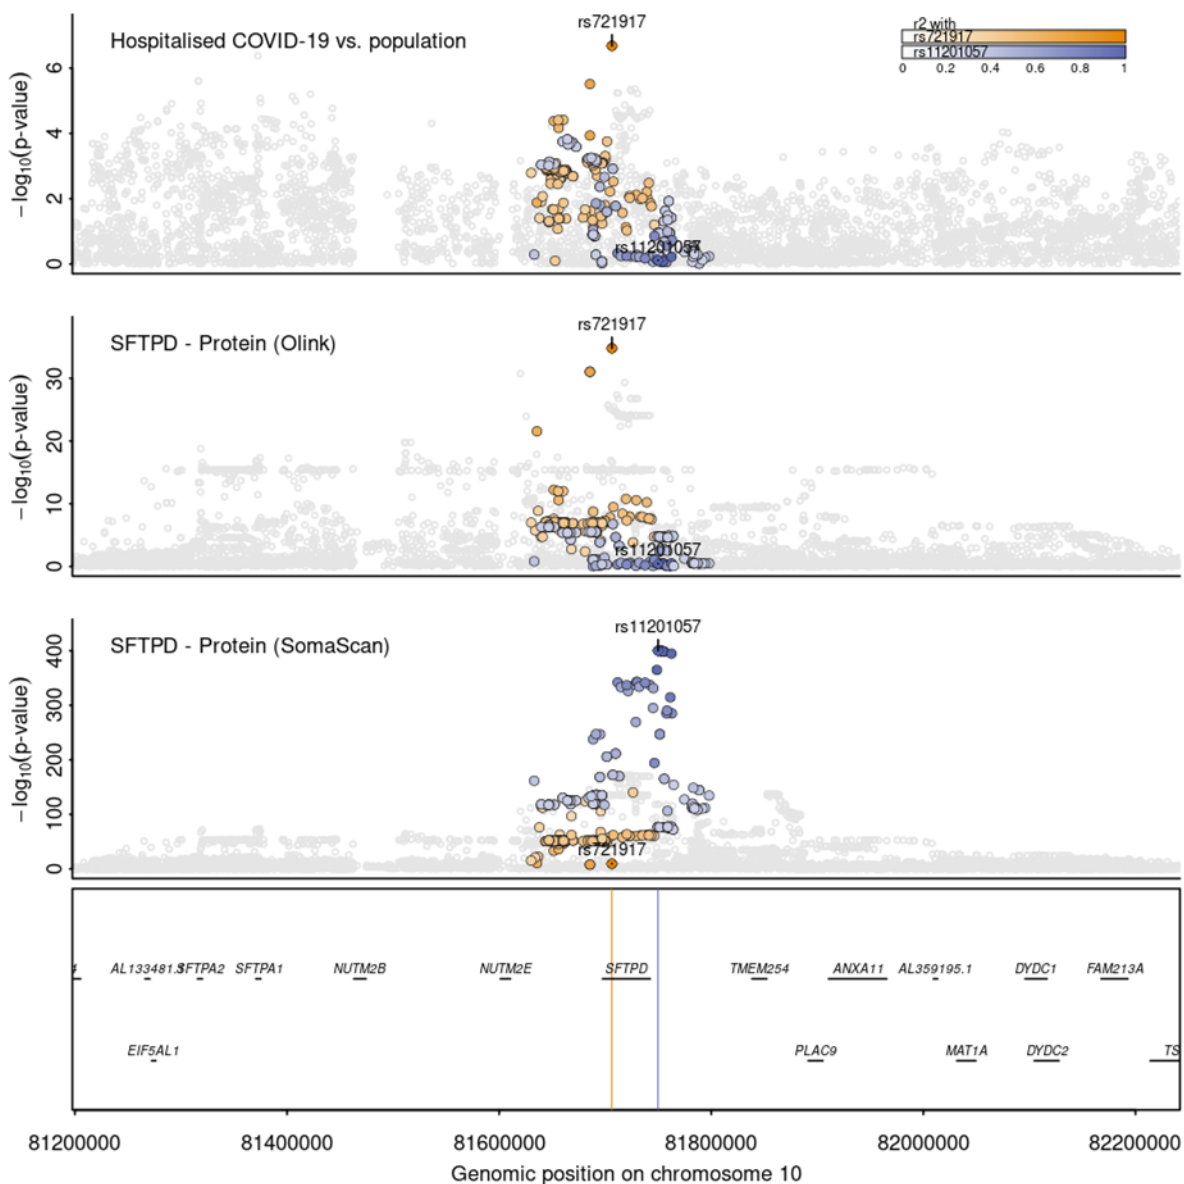 rs721917
Hospitalised COVID-19 vs. population
r2 with
rs721917
rs11201057
0 0.2 0.4 0.6 0.8 1
6
4
2
0
−log10(p-value)
rs11201057
rs721917
SFTPD - Protein (Olink)
30
20
10
0
−log10(p-value)
rs11201057
rs11201057
SFTPD - Protein (SomaScan)
400
300
200
100
0
−log10(p-value)
rs721917
SFTPA2 SFTPA1 NUTM2B NUTM2E SFTPD TMEM254 ANXA11 AL359195.1 DYDC1 FAM213A
EIF5AL1 PLAC9 MAT1A DYDC2 TS
81200000 81400000 81600000 81800000 82000000 82200000
Genomic position on chromosome 10